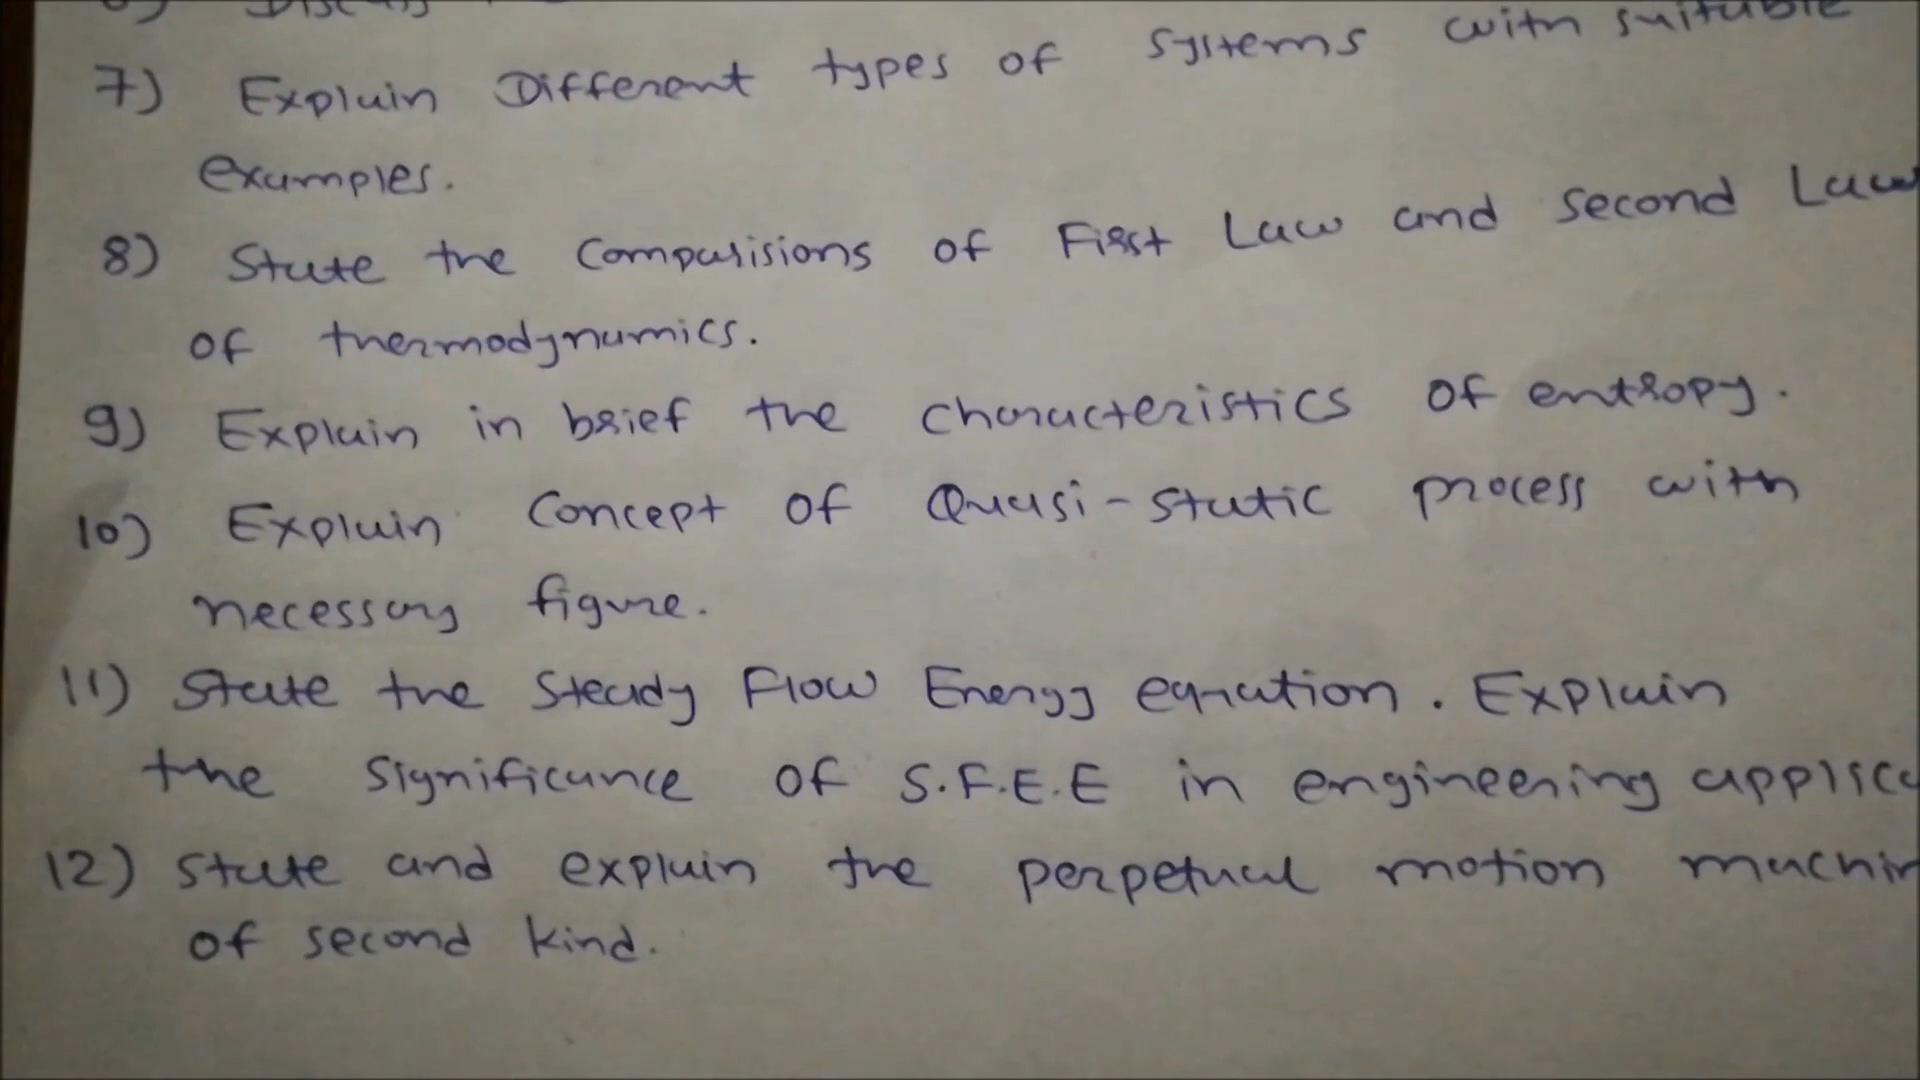 7) Explain Different types of systems with suitable
examples.
8) State the Comparisions of First Law and second Law
of thermodynamics.
9) Explain in brief the characteristics of entropy.
10) Explain Concept of Quasi-static process with
necessary figure.
11) State the Steady Flow Energy equation. Explain
the significance of S.F.E.E in engineering
12) State and explain the perpetual motion
of second kind.